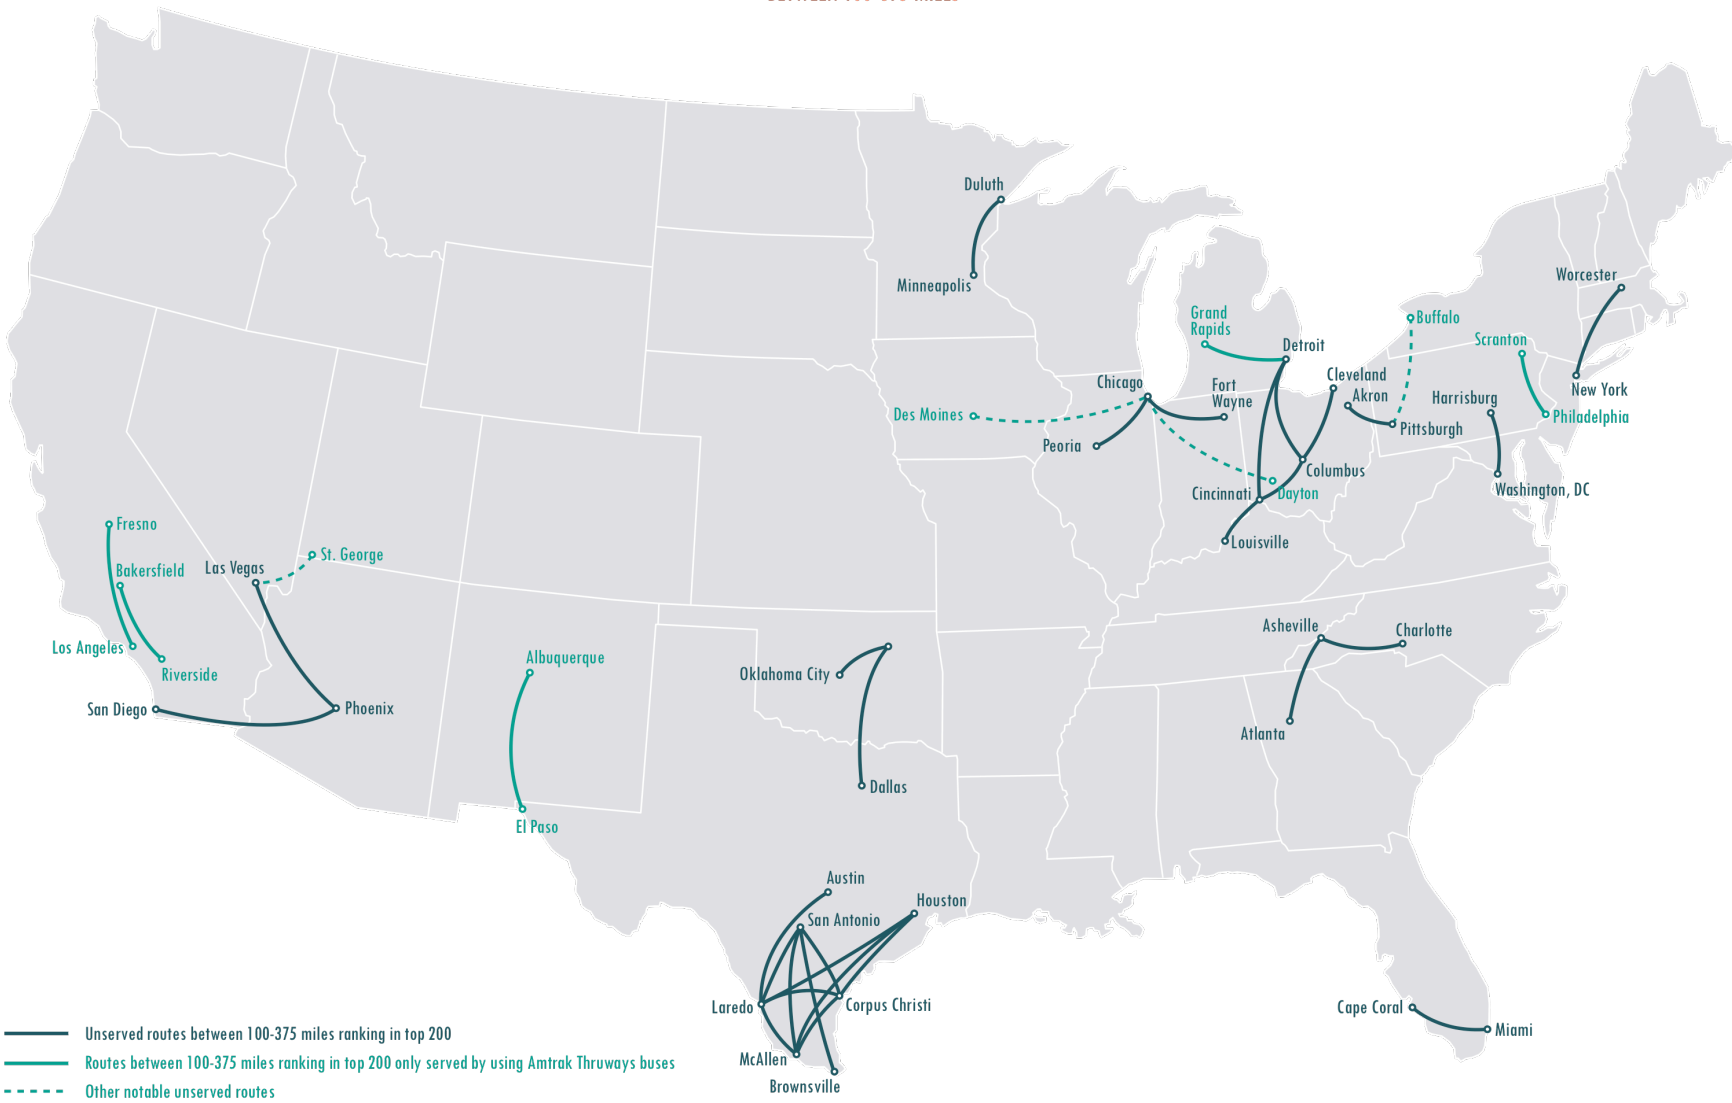 Duluth
Minneapolis
Worcester
Grand
Rapids
Buffalo
Detroit
Scranton
Chicago
Fort
Wayne
Cleveland
Akron
Harrisburg
New York
Des Moines
Peoria
Pittsburgh
Philadelphia
Columbus
Cincinnati
Dayton
Washington, DC
Louisville
Fresno
Bakersfield
Las Vegas
St. George
Los Angeles
Riverside
San Diego
Phoenix
Albuquerque
El Paso
Oklahoma City
Dallas
Asheville
Charlotte
Atlanta
Austin
San Antonio
Houston
Laredo
Corpus Christi
McAllen
Brownsville
Cape Coral
Miami
Unserved routes between 100-375 miles ranking in top 200
Routes between 100-375 miles ranking in top 200 only served by using Amtrak Thruways buses
Other notable unserved routes